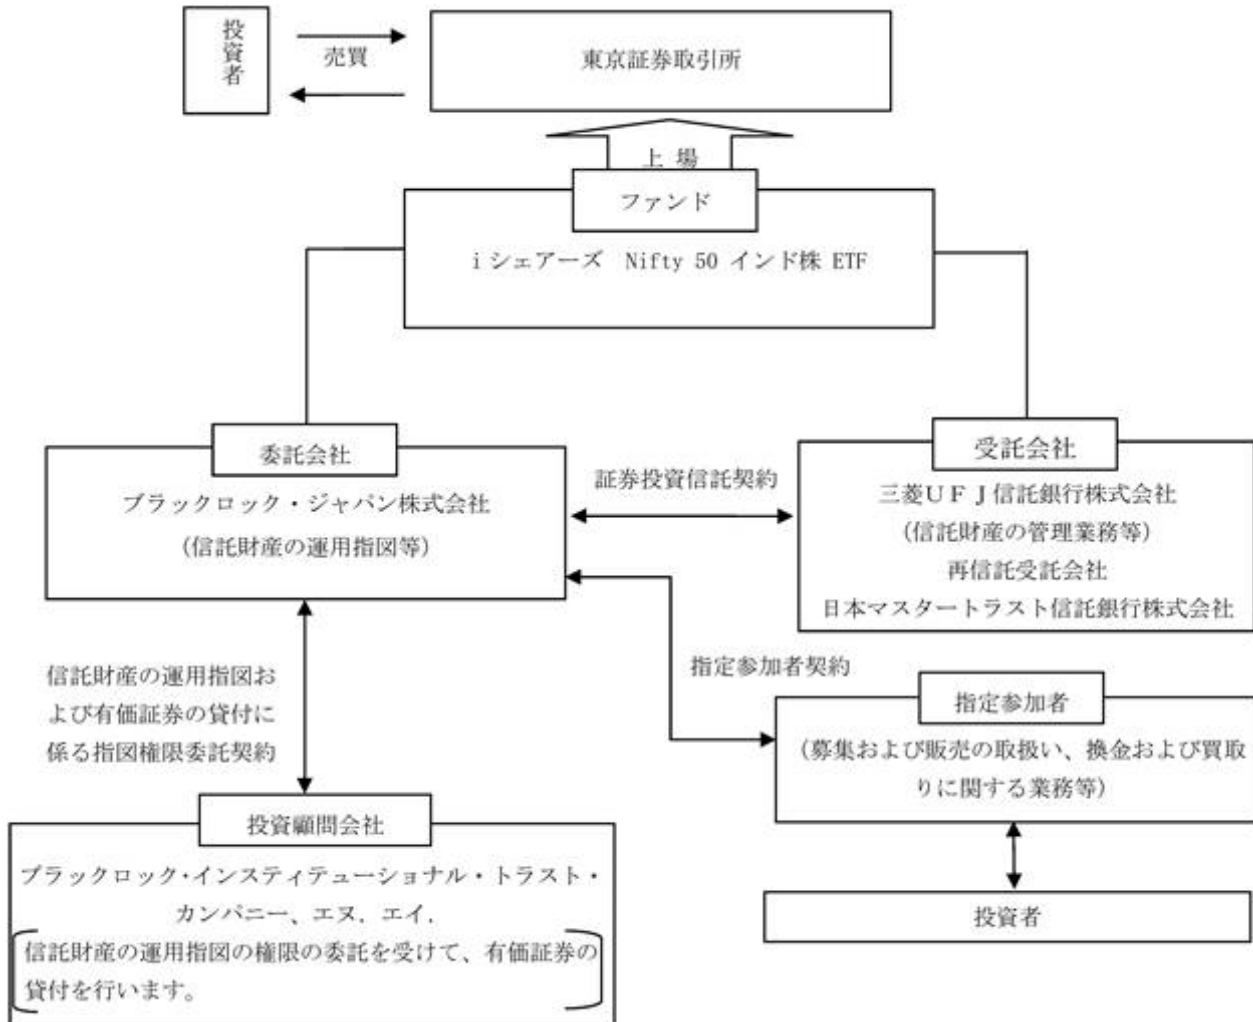 投資者
売買
東京証券取引所
上 場
ファンド
i シェアーズ Nifty 50 インド株 ETF
委託会社
ブラックロック・ジャパン株式会社
(信託財産の運用指図等)
証券投資信託契約
受託会社
三菱ＵＦＪ信託銀行株式会社
(信託財産の管理業務等)
再信託受託会社
日本マスタートラスト信託銀行株式会社
信託財産の運用指図お
よび有価証券の貸付に
係る指図権限委託契約
指定参加者契約
指定参加者
(募集および販売の取扱い、換金および買取
りに関する業務等)
投資者
投資顧問会社
ブラックロック・インスティテューショナル・トラスト・
カンパニー、エヌ．エイ．
信託財産の運用指図の権限の委託を受けて、有価証券の
貸付を行います。